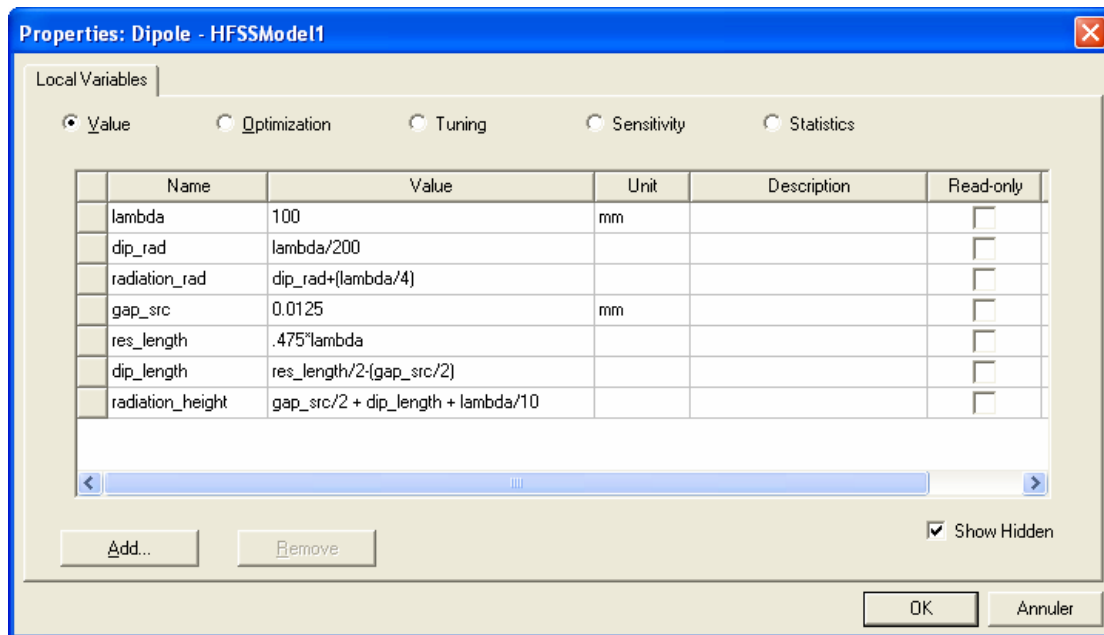 Properties: Dipole - HFSSModel1
Local Variables
Value Optimization Tuning Sensitivity Statistics
Name Value Unit Description Read-only
lambda 100 mm
dip_rad lambda/200
radiation_rad dip_rad+(lambda/4)
gap_src 0.0125 mm
res_length .475*lambda
dip_length res_length/2-(gap_src/2)
radiation_height gap_src/2 + dip_length + lambda/10
Show Hidden
Add... Remove
OK Annuler